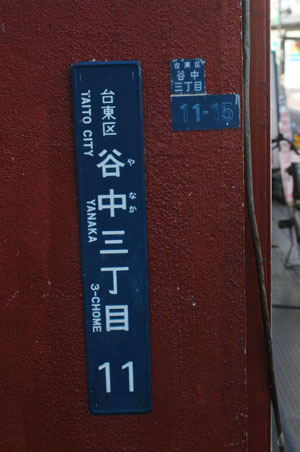 台東区
TAITO CITY
谷中三丁目
やなか
YANAKA
3-CHOME
11
台東区
谷中
三丁目
11-15